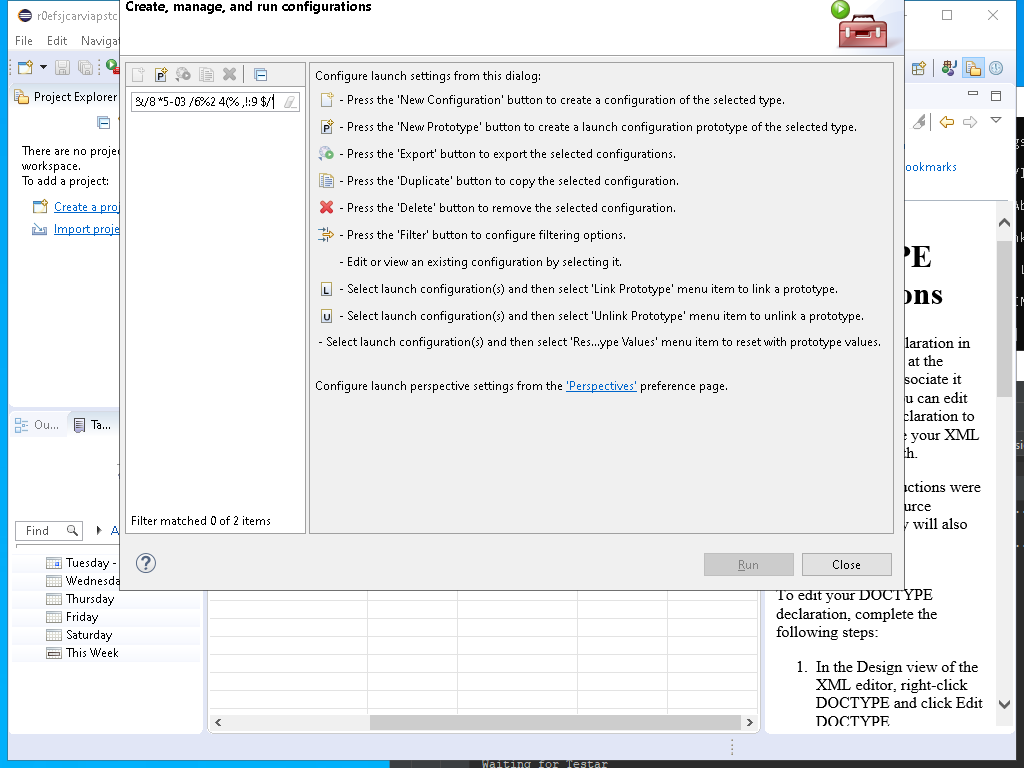 r0efsjcarviapstc
Create, manage, and run configurations
File Edit Naviga
Project Explorer
There are no proje
workspace.
To add a project:
Create a proj
Import proje
Ou...
Ta...
Find
Tuesday -
Wednesda
Thursday
Friday
Saturday
This Week
Filter matched 0 of 2 items
Configure launch settings from this dialog:
- Press the 'New Configuration' button to create a configuration of the selected type.
- Press the 'New Prototype' button to create a launch configuration prototype of the selected type.
- Press the 'Export' button to export the selected configurations.
- Press the 'Duplicate' button to copy the selected configuration.
- Press the 'Delete' button to remove the selected configuration.
- Press the 'Filter' button to configure filtering options.
- Edit or view an existing configuration by selecting it.
L - Select launch configuration(s) and then select 'Link Prototype' menu item to link a prototype.
U - Select launch configuration(s) and then select 'Unlink Prototype' menu item to unlink a prototype.
- Select launch configuration(s) and then select 'Res...ype Values' menu item to reset with prototype values.
Configure launch perspective settings from the 'Perspectives' preference page.
? Run Close
ookmarks
PE
ons
laration in
at the
sociate it
u can edit
claration to
e your XML
th.
uctions were
urce
y will also
To edit your DOCTYPE
declaration, complete the
following steps:
1. In the Design view of the
XML editor, right-click
DOCTYPE and click Edit
DOCTYPE
Waiting for Testar